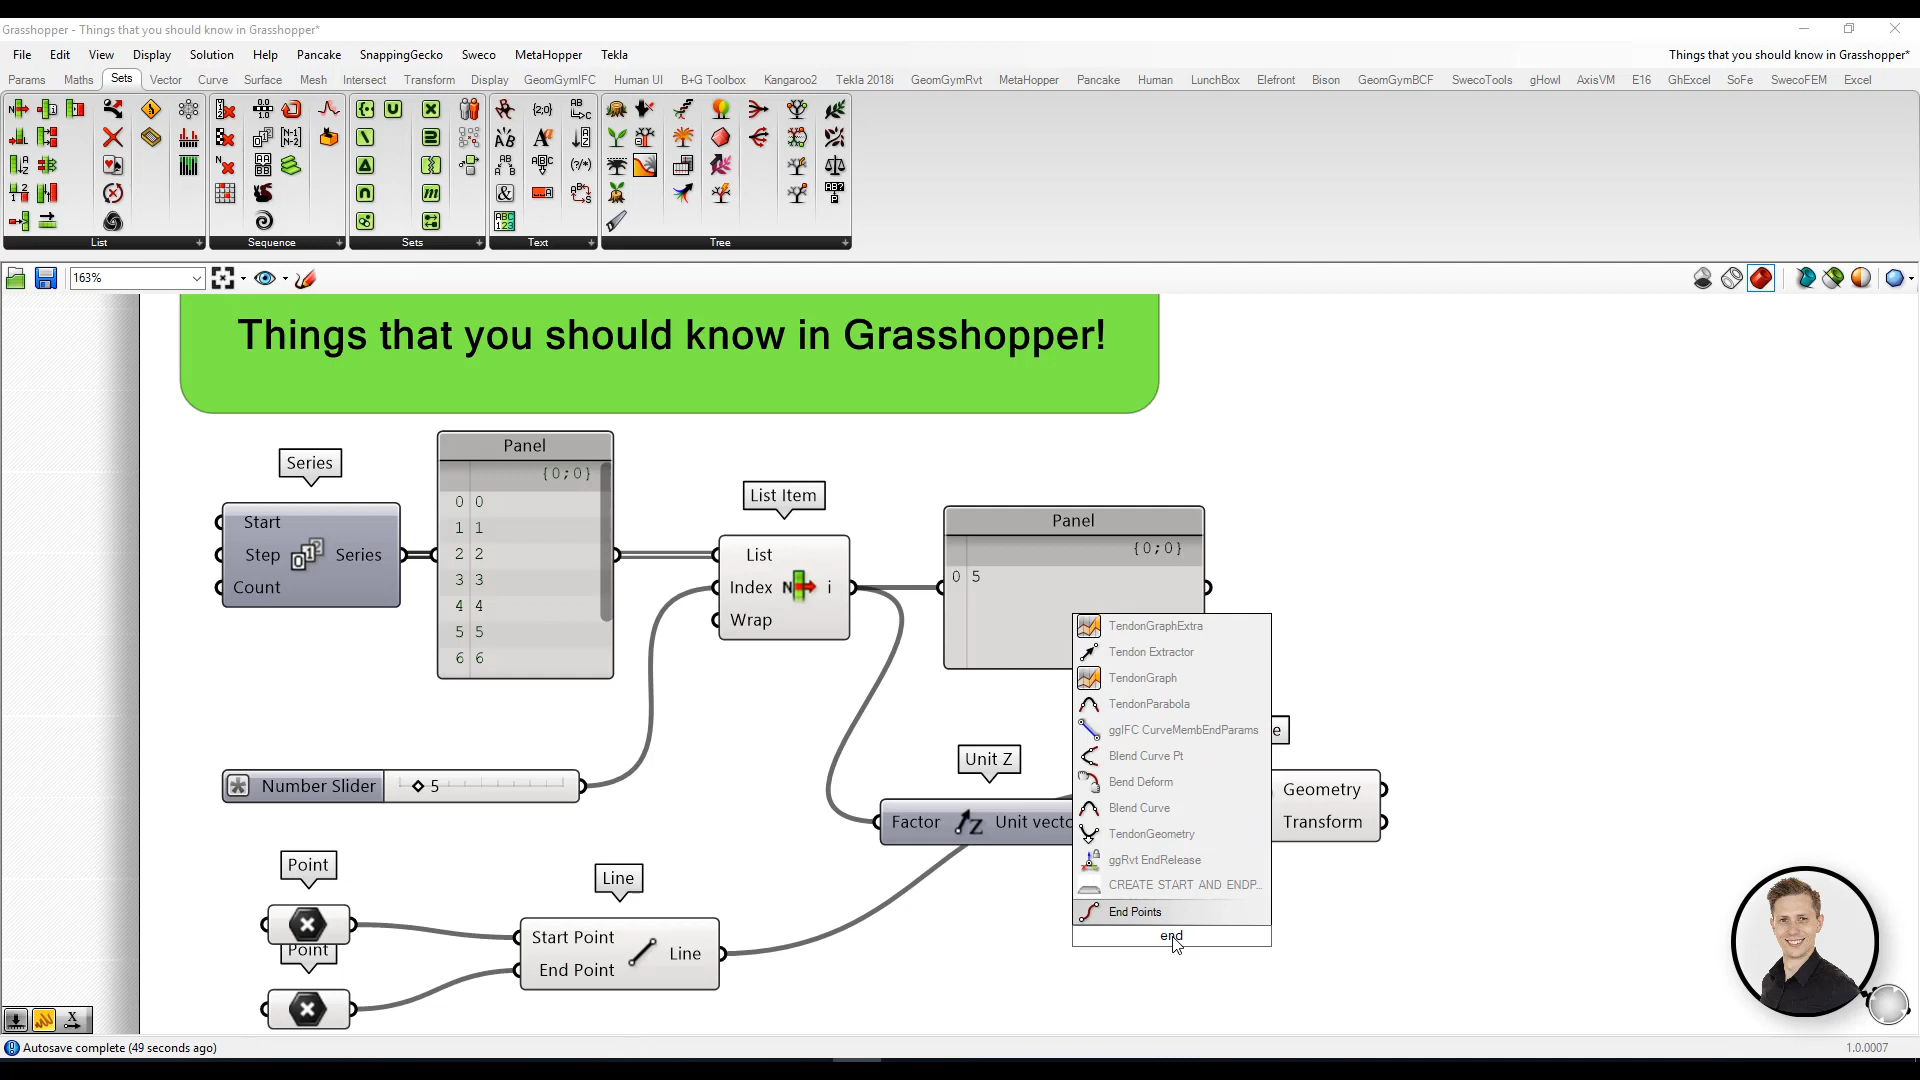 Grasshopper - Things that you should know in Grasshopper*
File Edit View Display Solution Help Pancake SnappingGecko Sweco MetaHopper Tekla
Things that you should know in Grasshopper*
Params Maths Sets Vector Curve Surface Mesh Intersect Transform Display GeomGymIFC Human UI B+G Toolbox Kangaroo2 Tekla 2018i GeomGymRvt MetaHopper Pancake Human LunchBox Elefront Bison GeomGymBCF SwecoTools gHowl AxisVM E16 GhExcel SoFe SwecoFEM Excel
List Sequence Sets Text Tree
163%
Things that you should know in Grasshopper!
Series
Start
Step Series
Count
Panel
{0;0}
0 0
1 1
2 2
3 3
4 4
5 5
6 6
List Item
List
Index N i
Wrap
Panel
{0;0}
0 5
TendonGraphExtra
Tendon Extractor
TendonGraph
TendonParabola
ggIFC CurveMembEndParams
Blend Curve Pt
Bend Deform
Blend Curve
TendonGeometry
ggRvt EndRelease
CREATE START AND ENDP...
End Points
end
Number Slider 5
Unit Z
Factor Z Unit vecto
e
Geometry
Transform
Point
Point
Line
Start Point
End Point
Line
Autosave complete (49 seconds ago)
1.0.0007